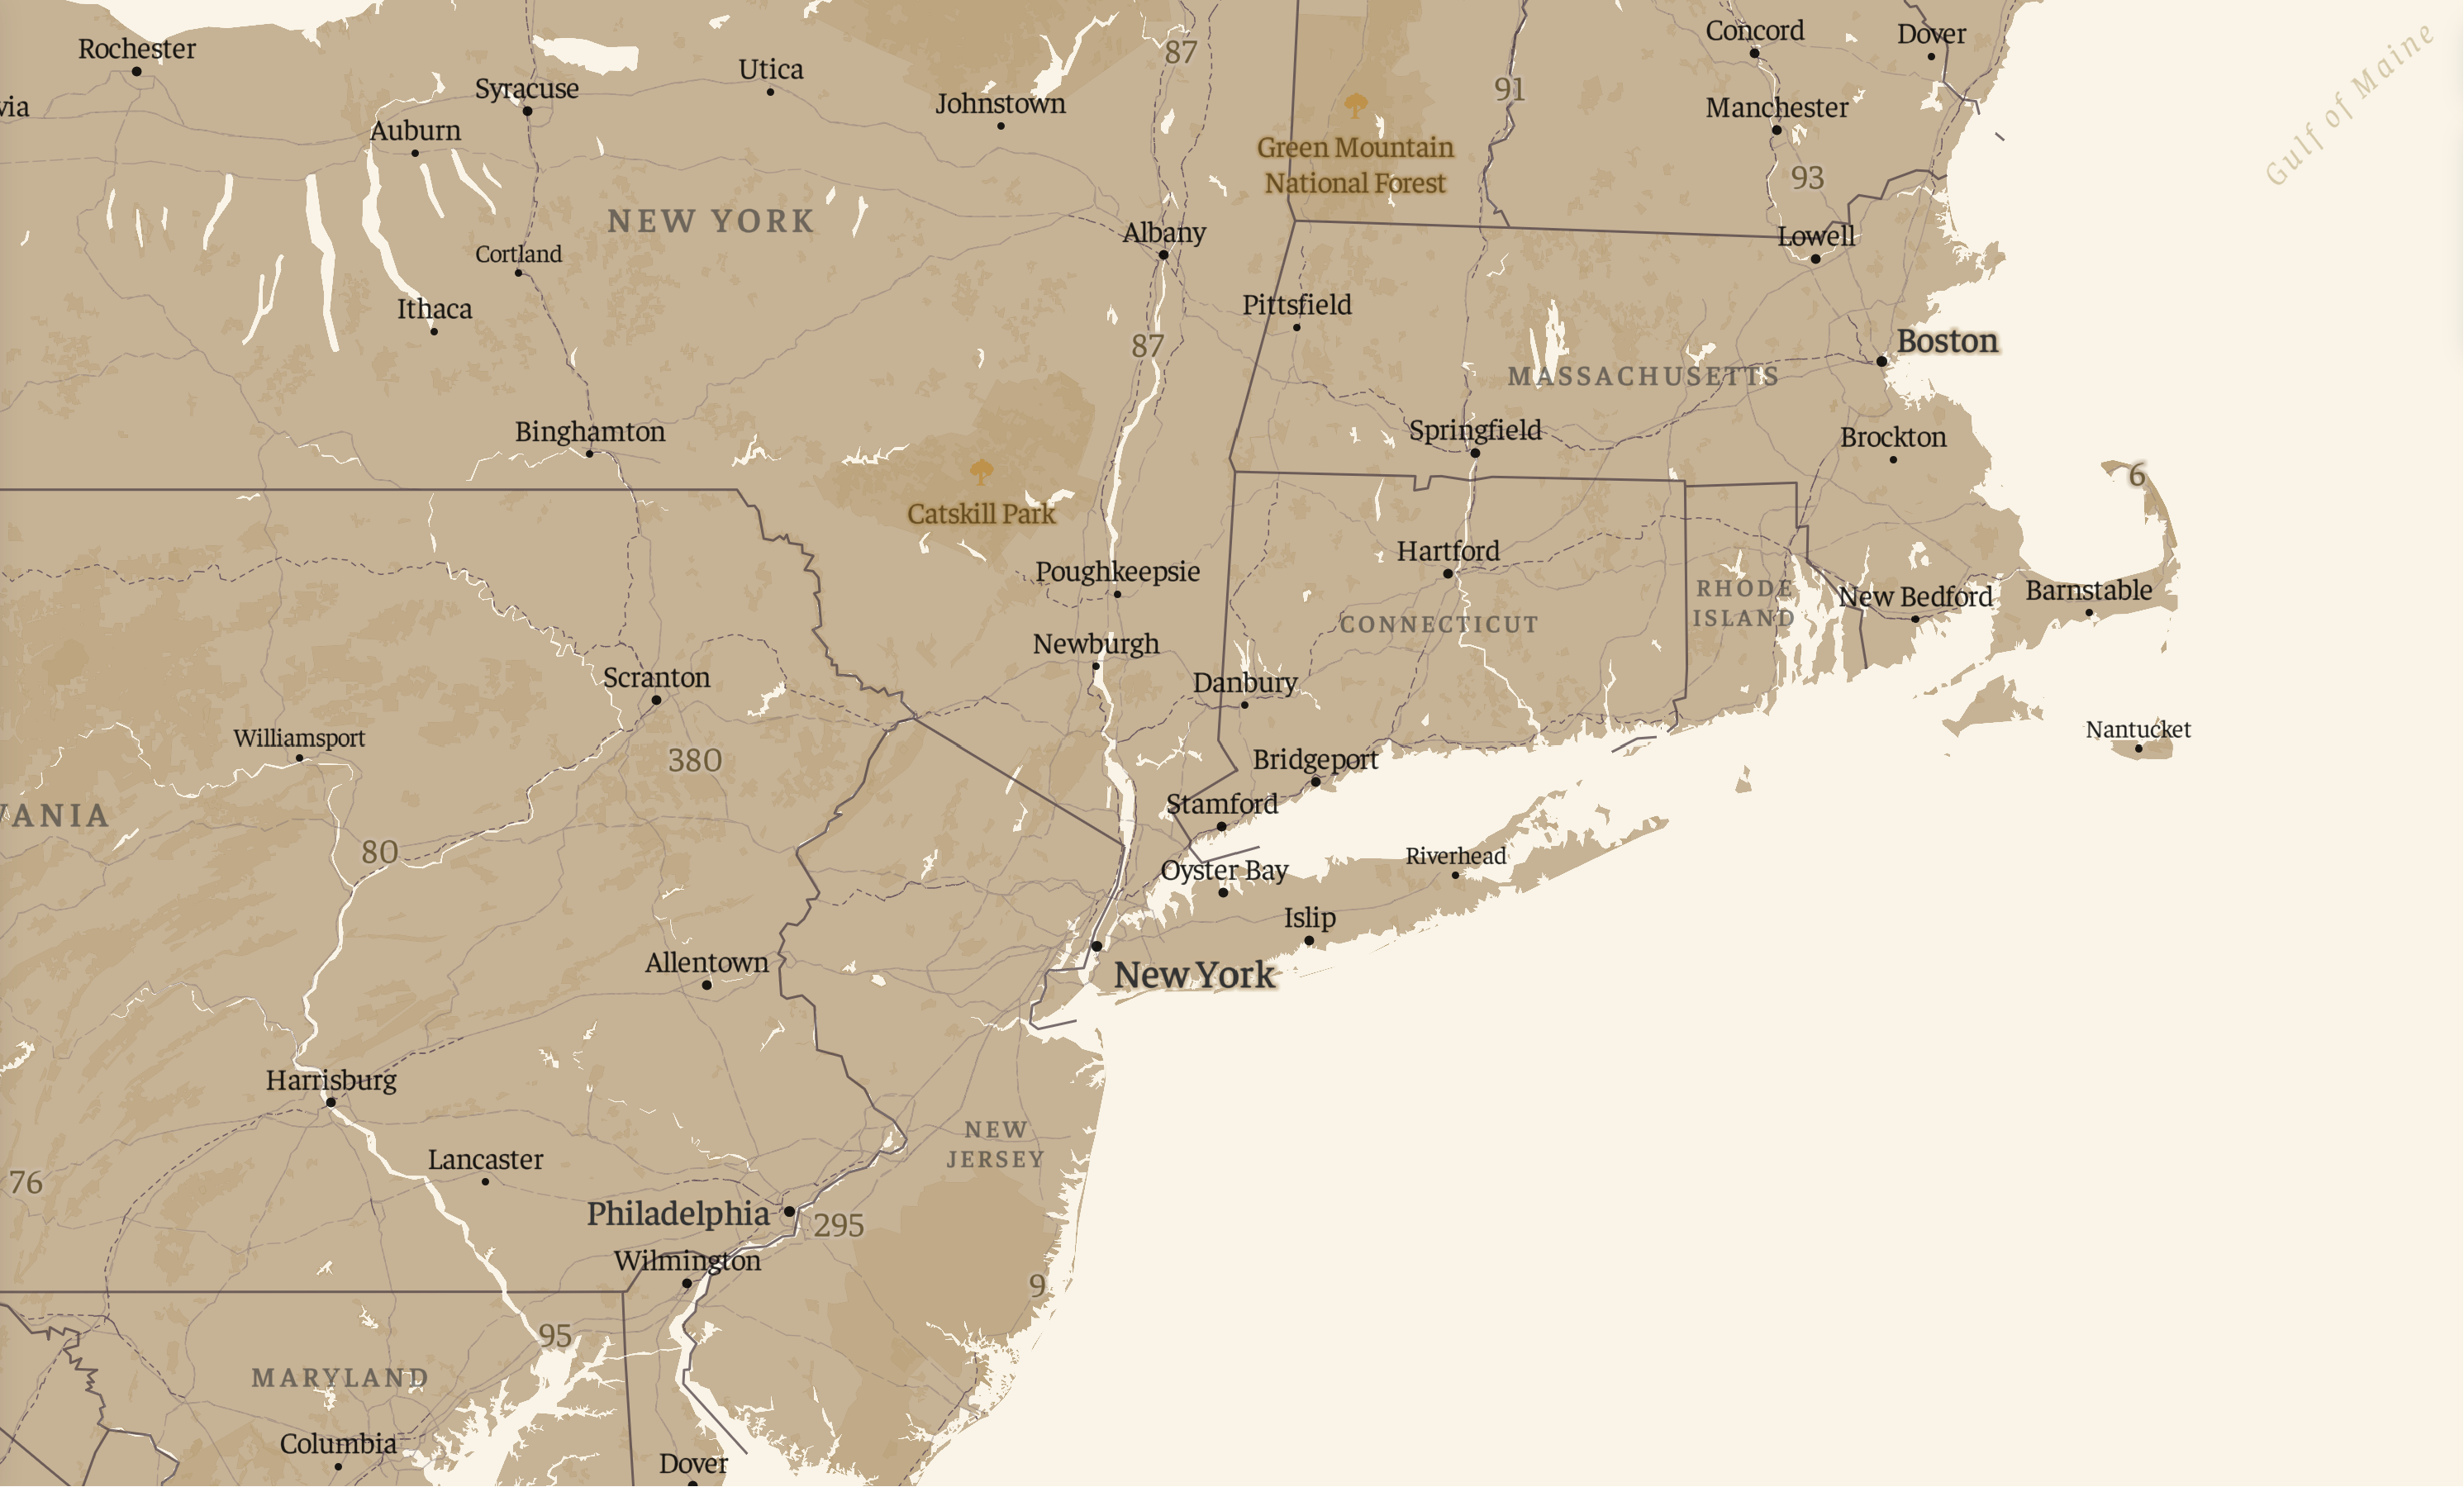 87
Concord
Dover
Gulf of Maine
Rochester
Syracuse
Utica
91
via
Johnstown
Manchester
Auburn
Green Mountain
National Forest
93
NEW YORK
Albany
Lowell
Cortland
Ithaca
Pittsfield
87
Boston
MASSACHUSETTS
Binghamton
Springfield
Brockton
6
Catskill Park
Hartford
Poughkeepsie
RHODE
ISLAND
New Bedford
Barnstable
CONNECTICUT
Newburgh
Scranton
Danbury
Nantucket
Williamsport
380
Bridgeport
Stamford
VANIA
80
Oyster Bay
Riverhead
Islip
Allentown
New York
Harrisburg
NEW
JERSEY
Lancaster
76
Philadelphia
295
Wilmington
9
95
MARYLAND
Columbia
Dover